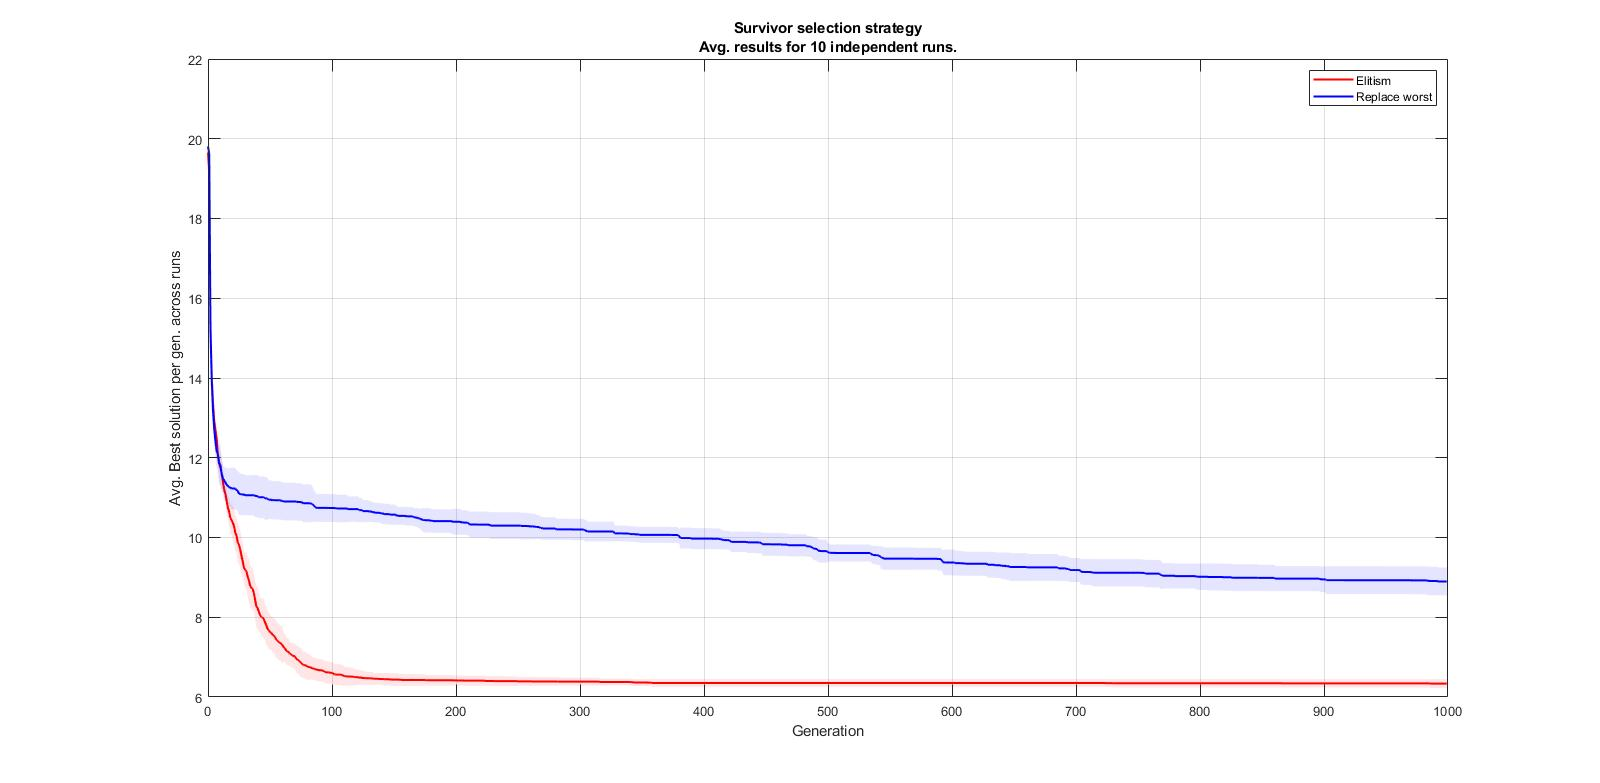 Survivor selection strategy
Avg. results for 10 independent runs.
Elitism
Replace worst
22
20
18
16
14
12
10
8
6
Avg. Best solution per gen. across runs
0 100 200 300 400 500 600 700 800 900 1000
Generation